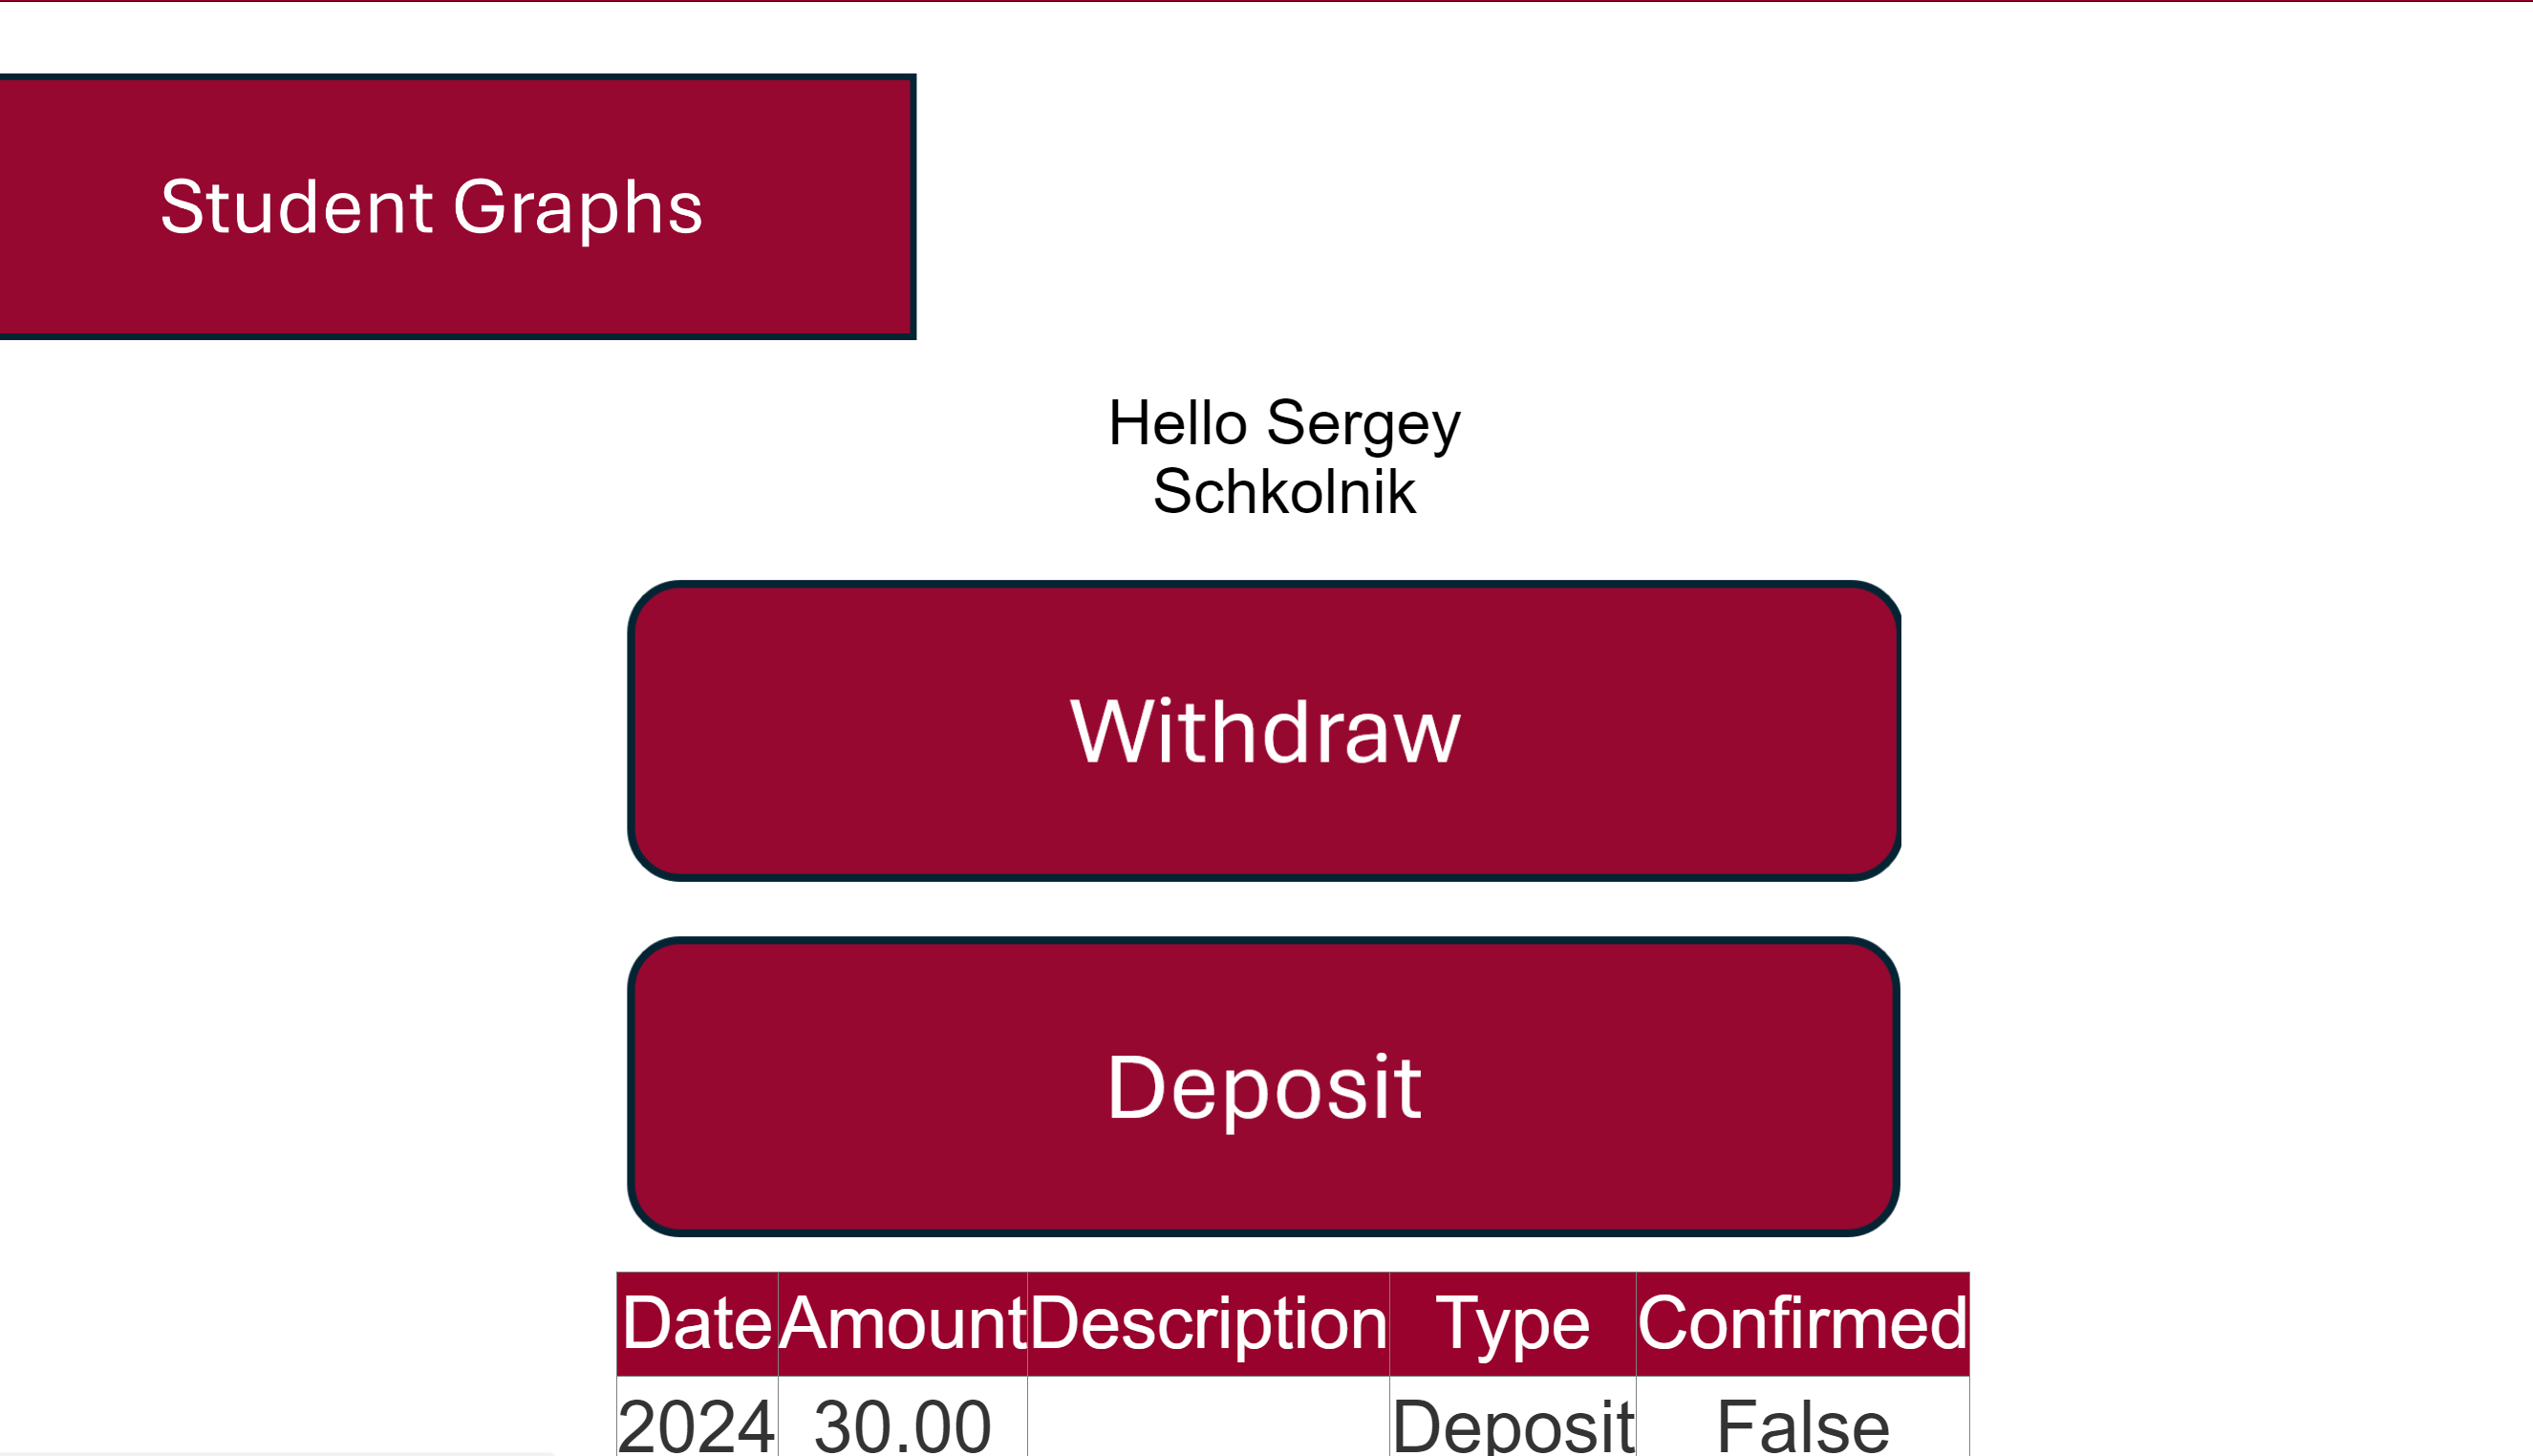 Student Graphs
Hello Sergey
Schkolnik
Withdraw
Deposit
Date Amount Description Type Confirmed
2024 30.00 Deposit False